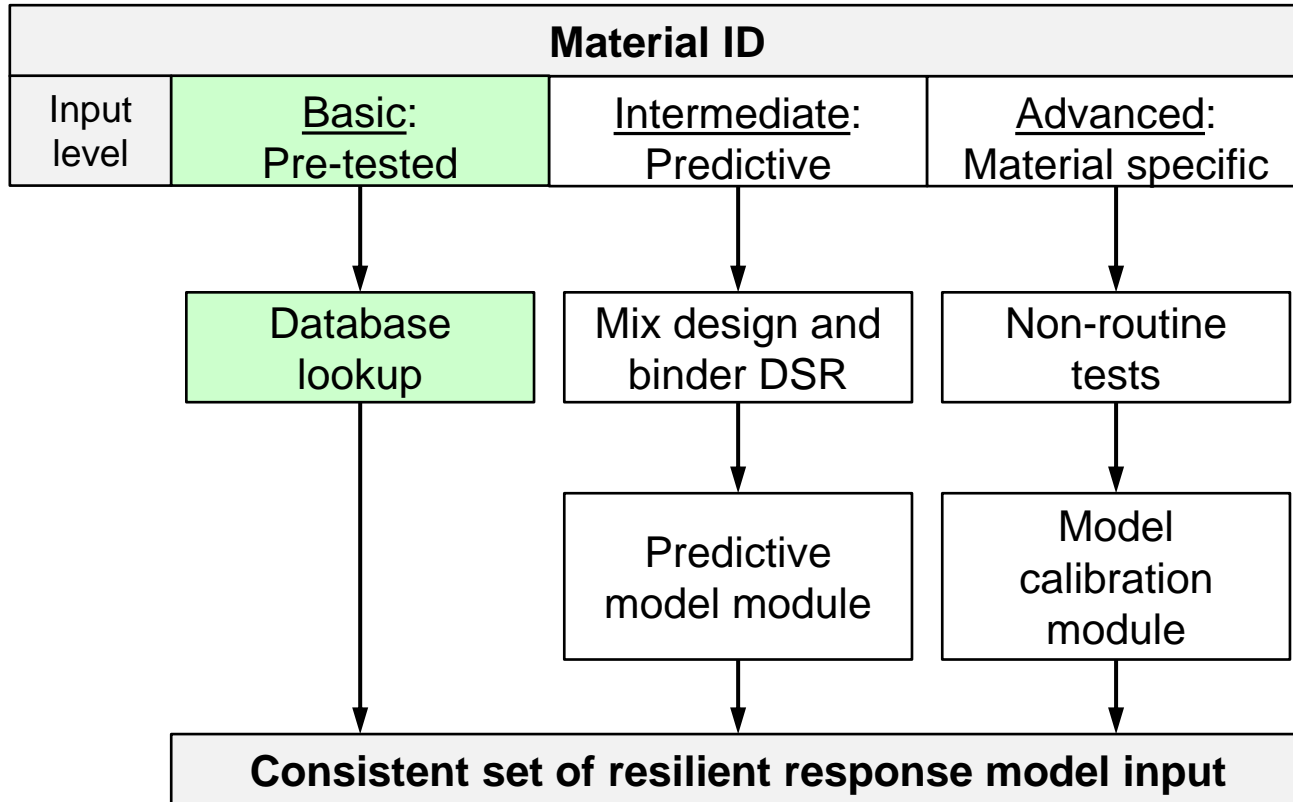 Material ID
Input
level
Basic:
Pre-tested
Intermediate:
Predictive
Advanced:
Material specific
Database
lookup
Mix design and
binder DSR
Non-routine
tests
Predictive
model module
Model
calibration
module
Consistent set of resilient response model input